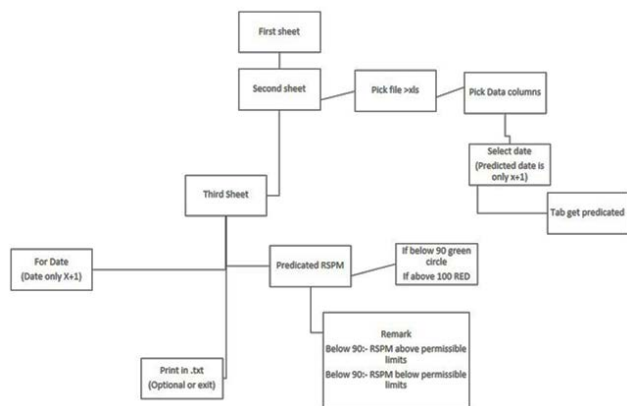 First sheet
Second sheet
Pick file >xls
Pick Data columns
Select date
(Predicted date is
only x+1)
Third Sheet
Tab get predicated
For Date
(Date only X+1)
Predicated RSPM
If below 90 green
circle
If above 100 RED
Remark
Below 90:- RSPM above permissible
limits
Below 90:- RSPM below permissible
limits
Print in .txt
(Optional or exit)